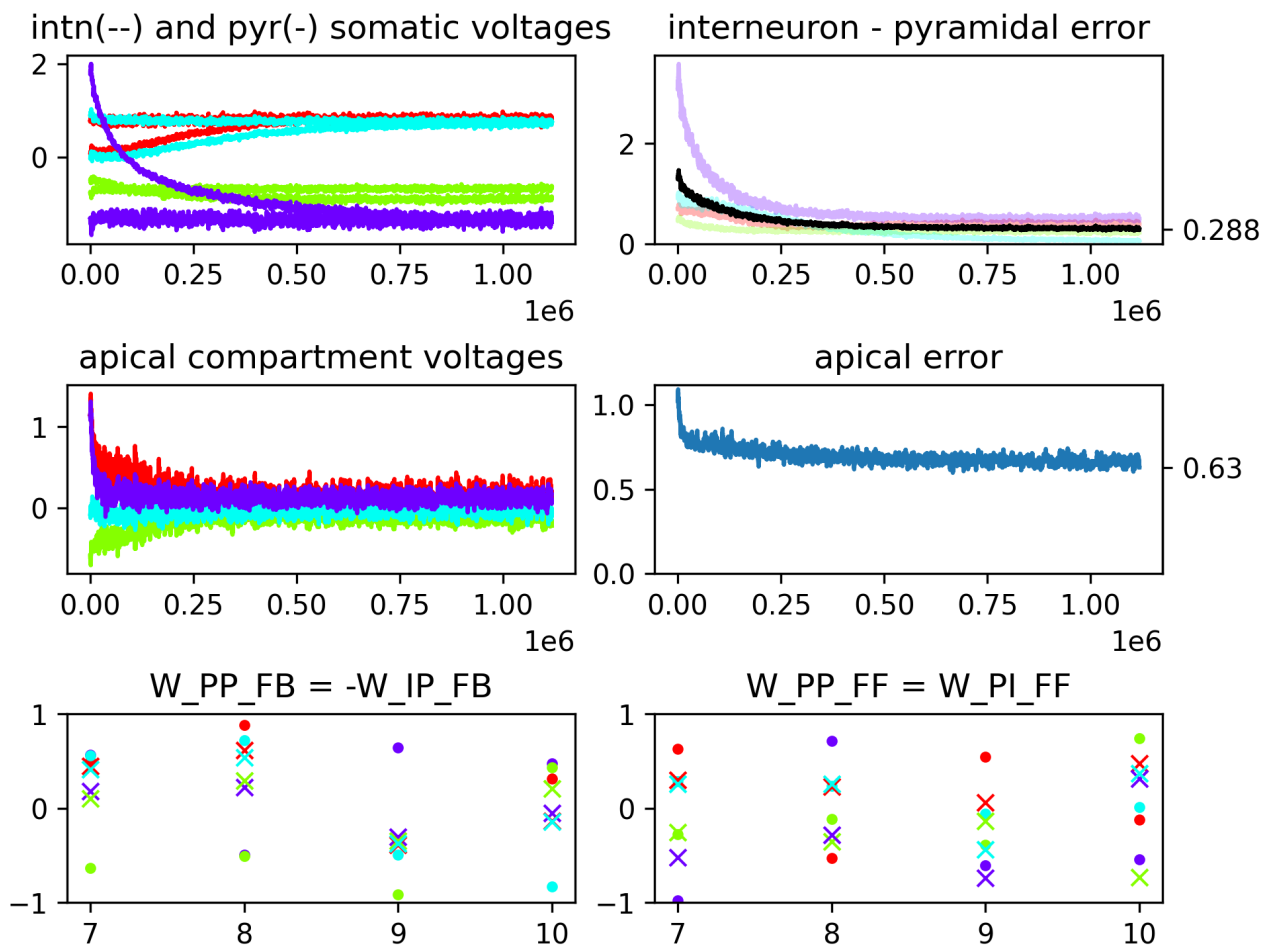 intn(--) and pyr(-) somatic voltages
interneuron - pyramidal error
2
0
0.00 0.25 0.50 0.75 1.00
1e6
2
0
0.288
0.00 0.25 0.50 0.75 1.00
1e6
apical compartment voltages
apical error
1
0
0.00 0.25 0.50 0.75 1.00
1e6
1.0
0.5
0.0
0.63
0.00 0.25 0.50 0.75 1.00
1e6
W_PP_FB = -W_IP_FB
W_PP_FF = W_PI_FF
1
0
−1
7 8 9 10
1
0
−1
7 8 9 10